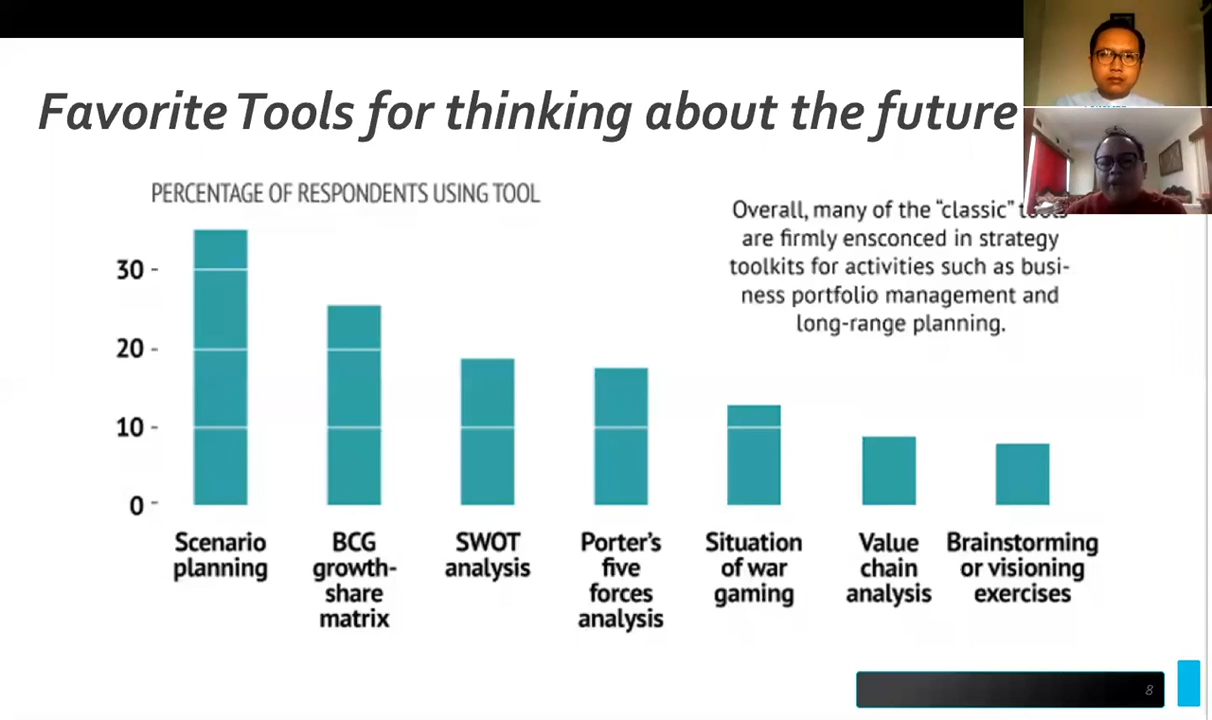 Favorite Tools for thinking about the future
PERCENTAGE OF RESPONDENTS USING TOOL
Overall, many of the “classic” tools
are firmly ensconced in strategy
toolkits for activities such as busi-
ness portfolio management and
long-range planning.
30
20
10
0
Scenario
planning
BCG
growth-
share
matrix
SWOT
analysis
Porter’s
five
forces
analysis
Situation
of war
gaming
Value
chain
analysis
Brainstorming
or visioning
exercises
8